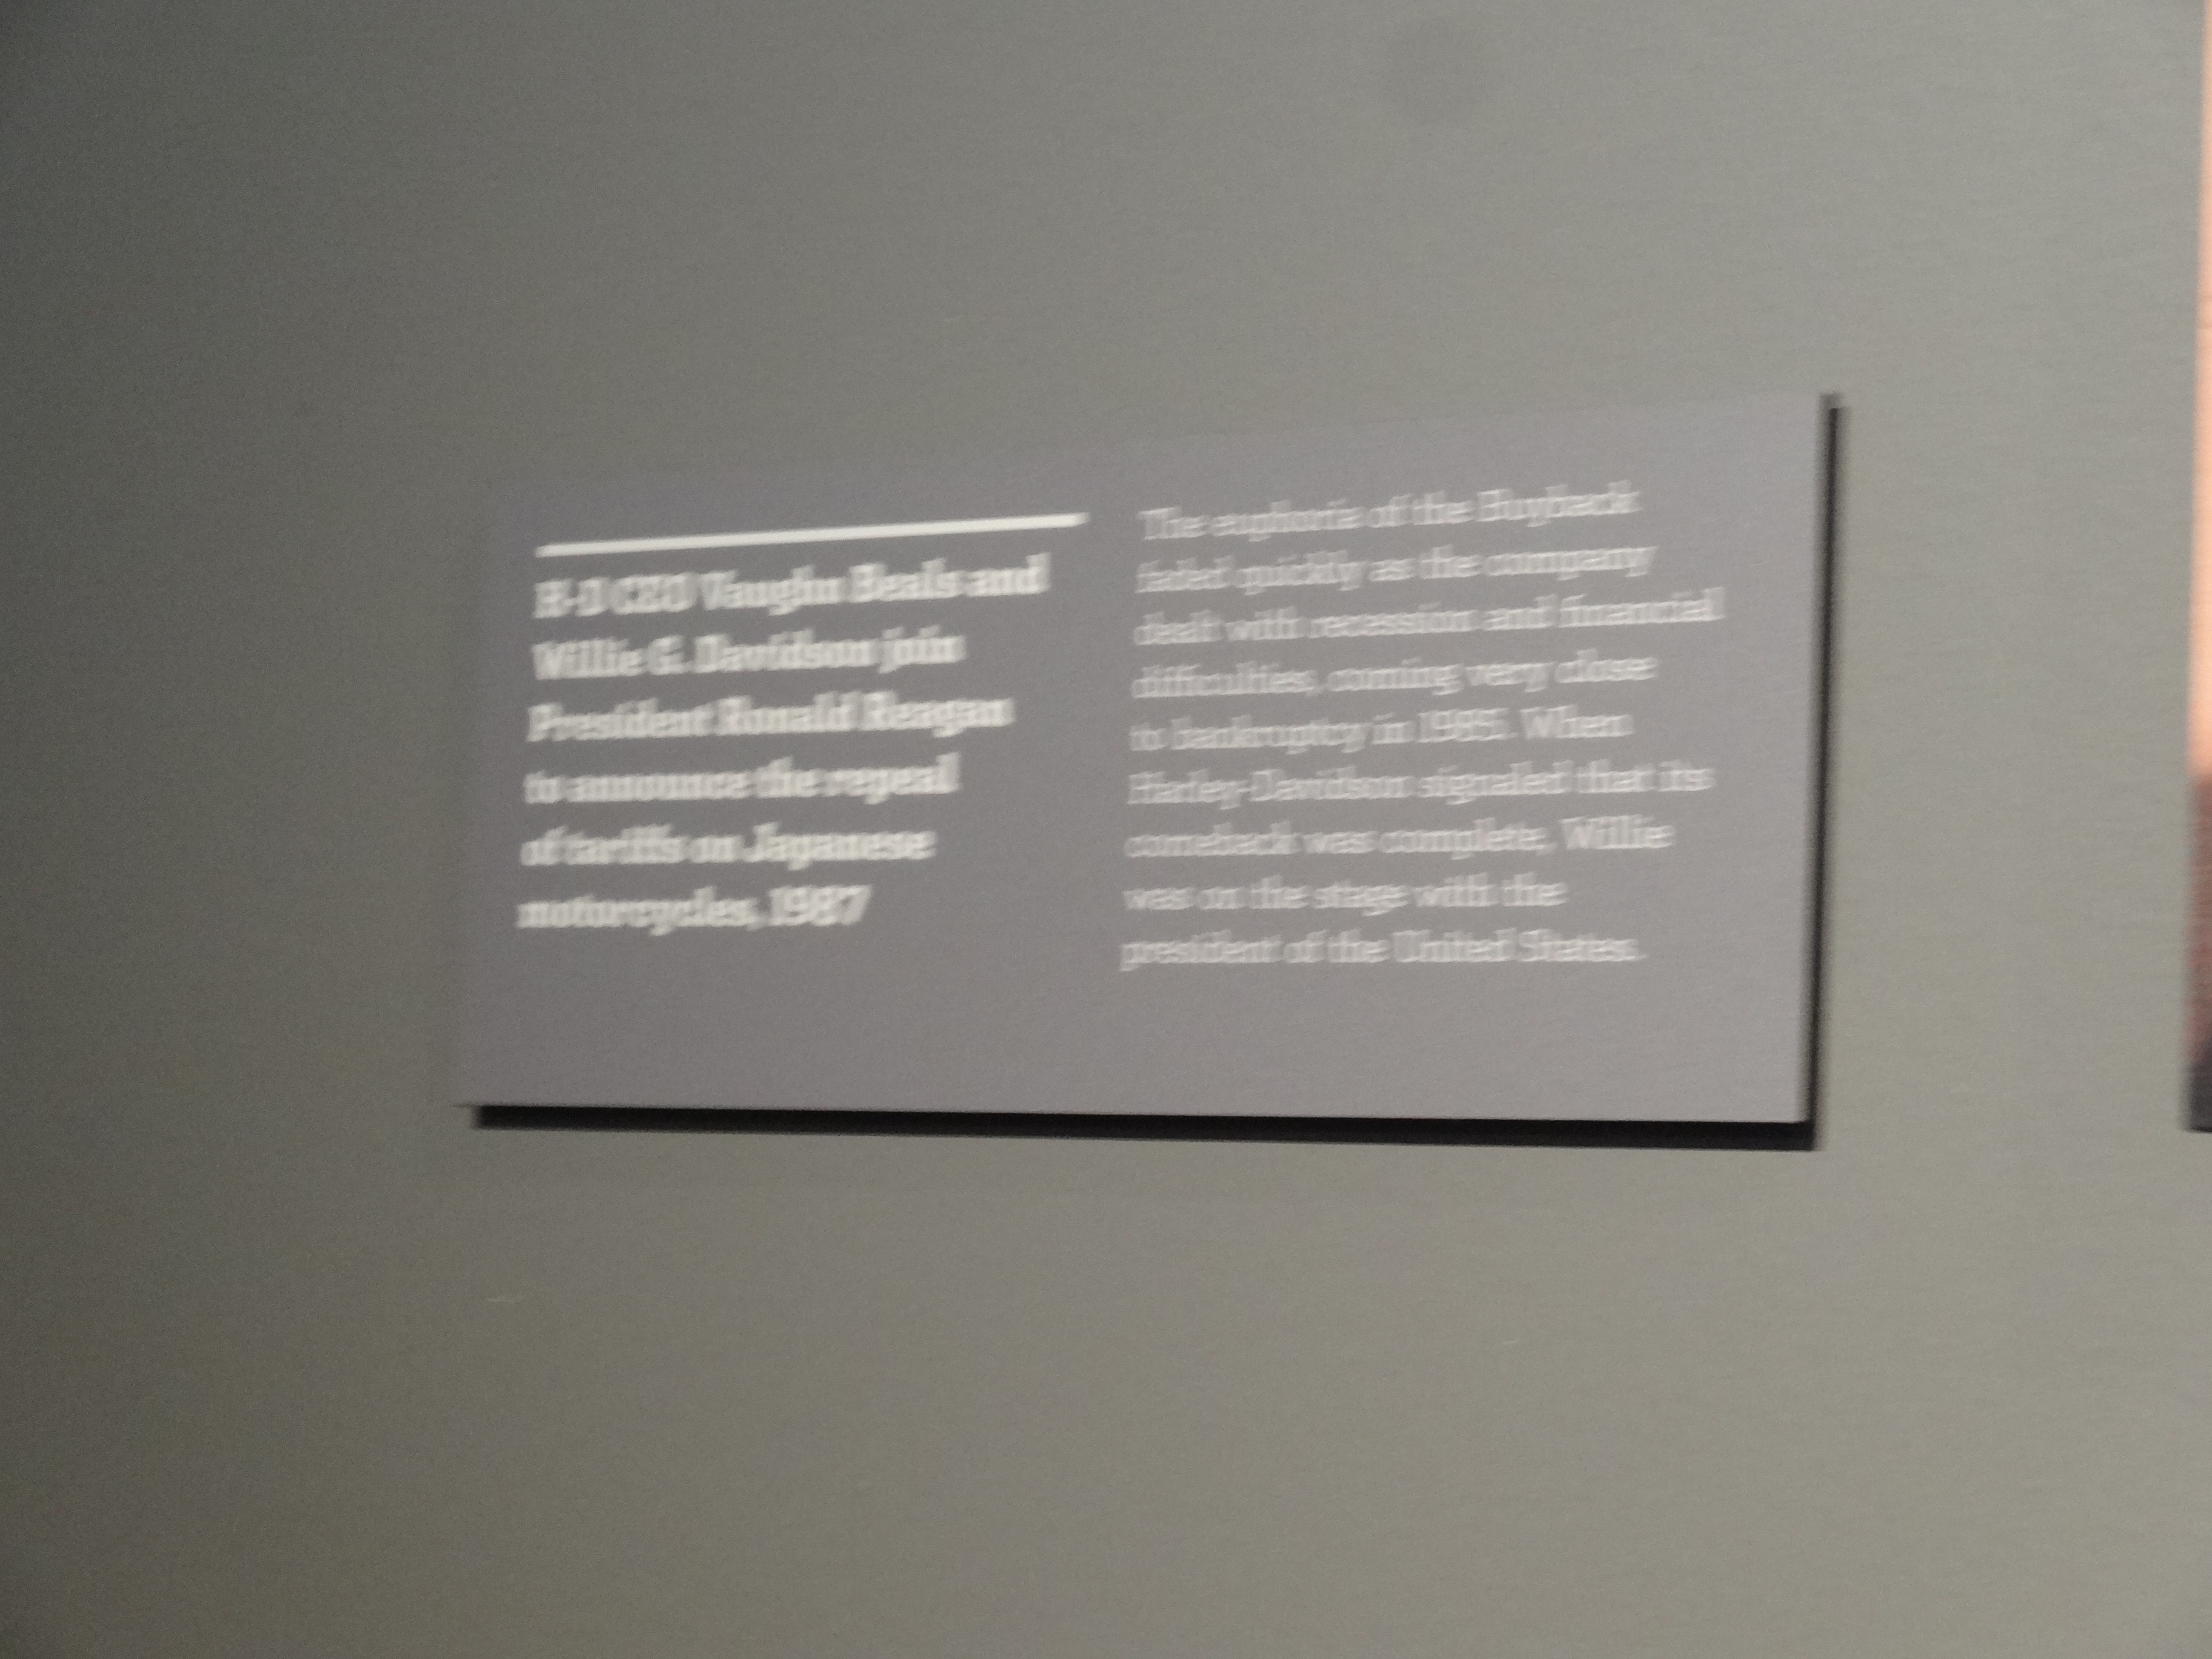 H-D CEO Vaughn Beals and
Willie G. Davidson join
President Ronald Reagan
to announce the repeal
of tariffs on Japanese
motorcycles, 1987
The euphoria of the Buyback
faded quickly as the company
dealt with recession and financial
difficulties, coming very close
to bankruptcy in 1985. When
Harley-Davidson signaled that its
comeback was complete, Willie
was on the stage with the
president of the United States.